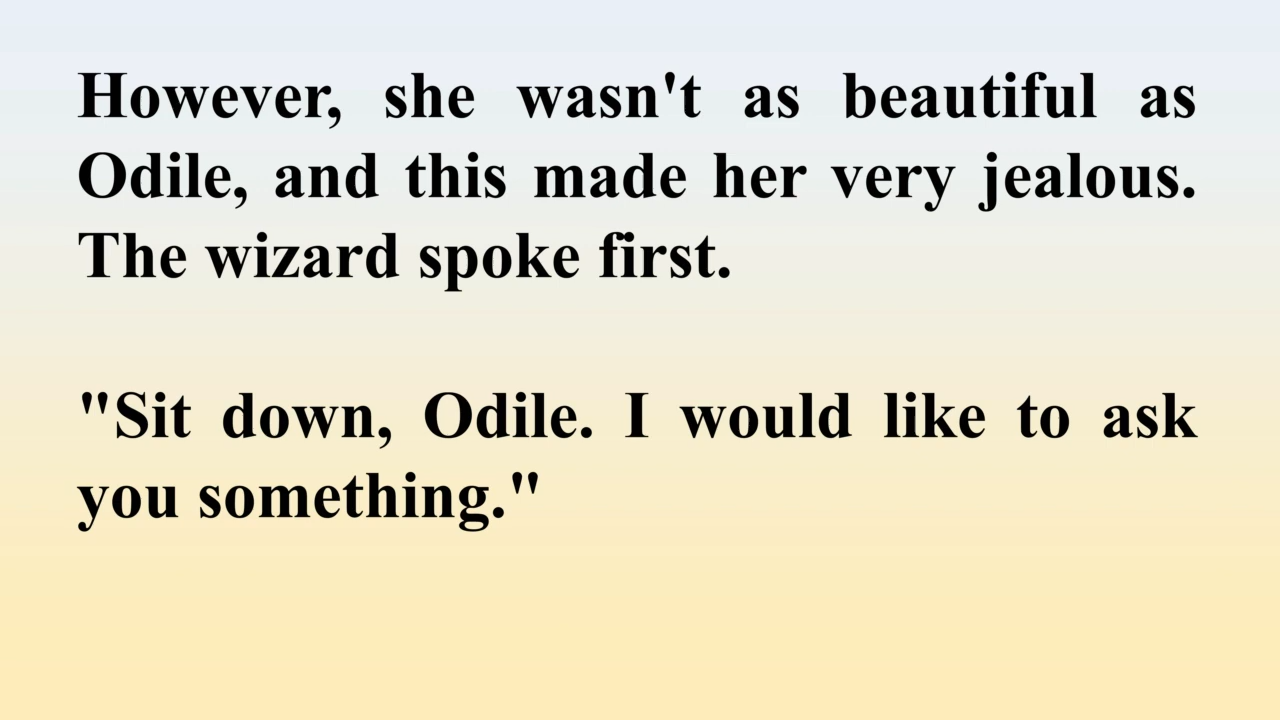 However, she wasn't as beautiful as
Odile, and this made her very jealous.
The wizard spoke first.
"Sit down, Odile. I would like to ask
you something."